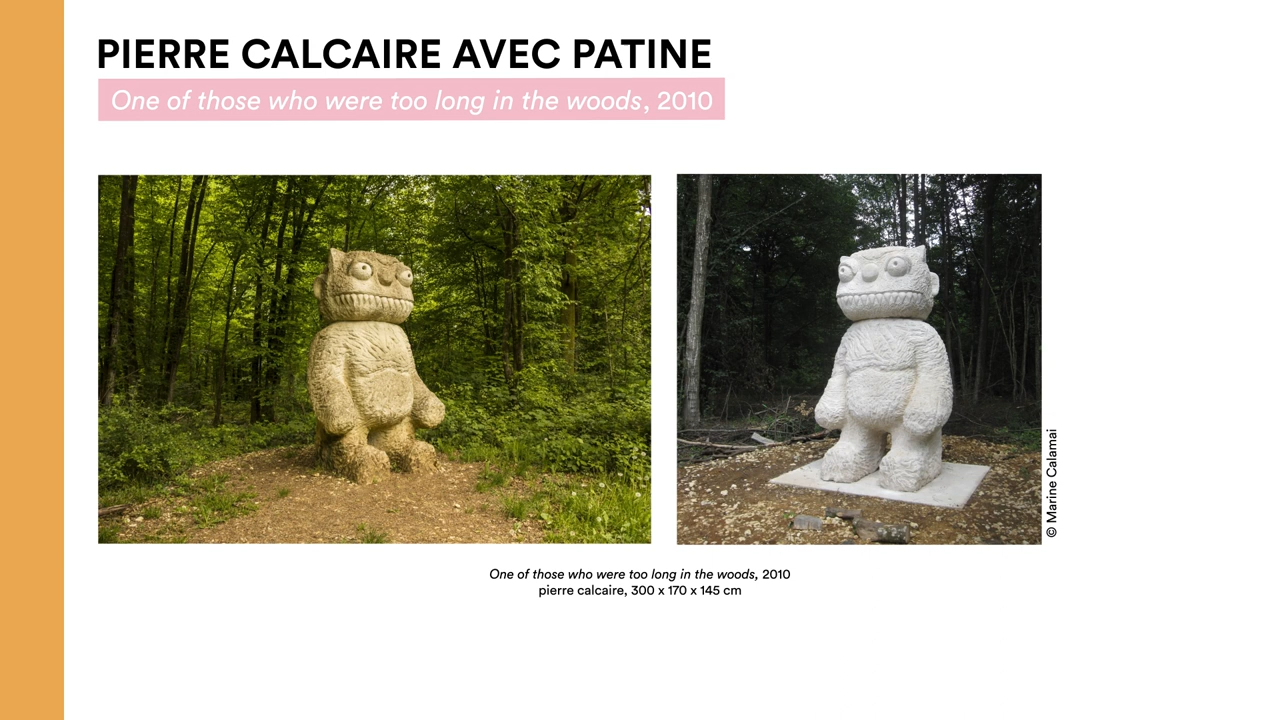 PIERRE CALCAIRE AVEC PATINE
One of those who were too long in the woods, 2010
© Marine Calamai
One of those who were too long in the woods, 2010
pierre calcaire, 300 x 170 x 145 cm